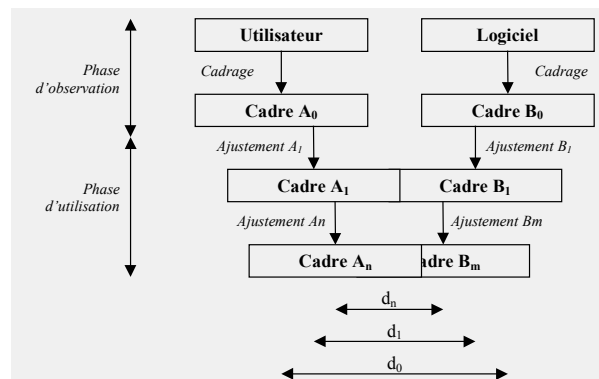 Utilisateur Logiciel
Phase d'observation
Cadrage Cadrage
Cadre A0 Cadre B0
Ajustement A1 Ajustement B1
Phase d'utilisation
Cadre A1 Cadre B1
Ajustement An Ajustement Bm
Cadre An adre Bm
dn
d1
d0